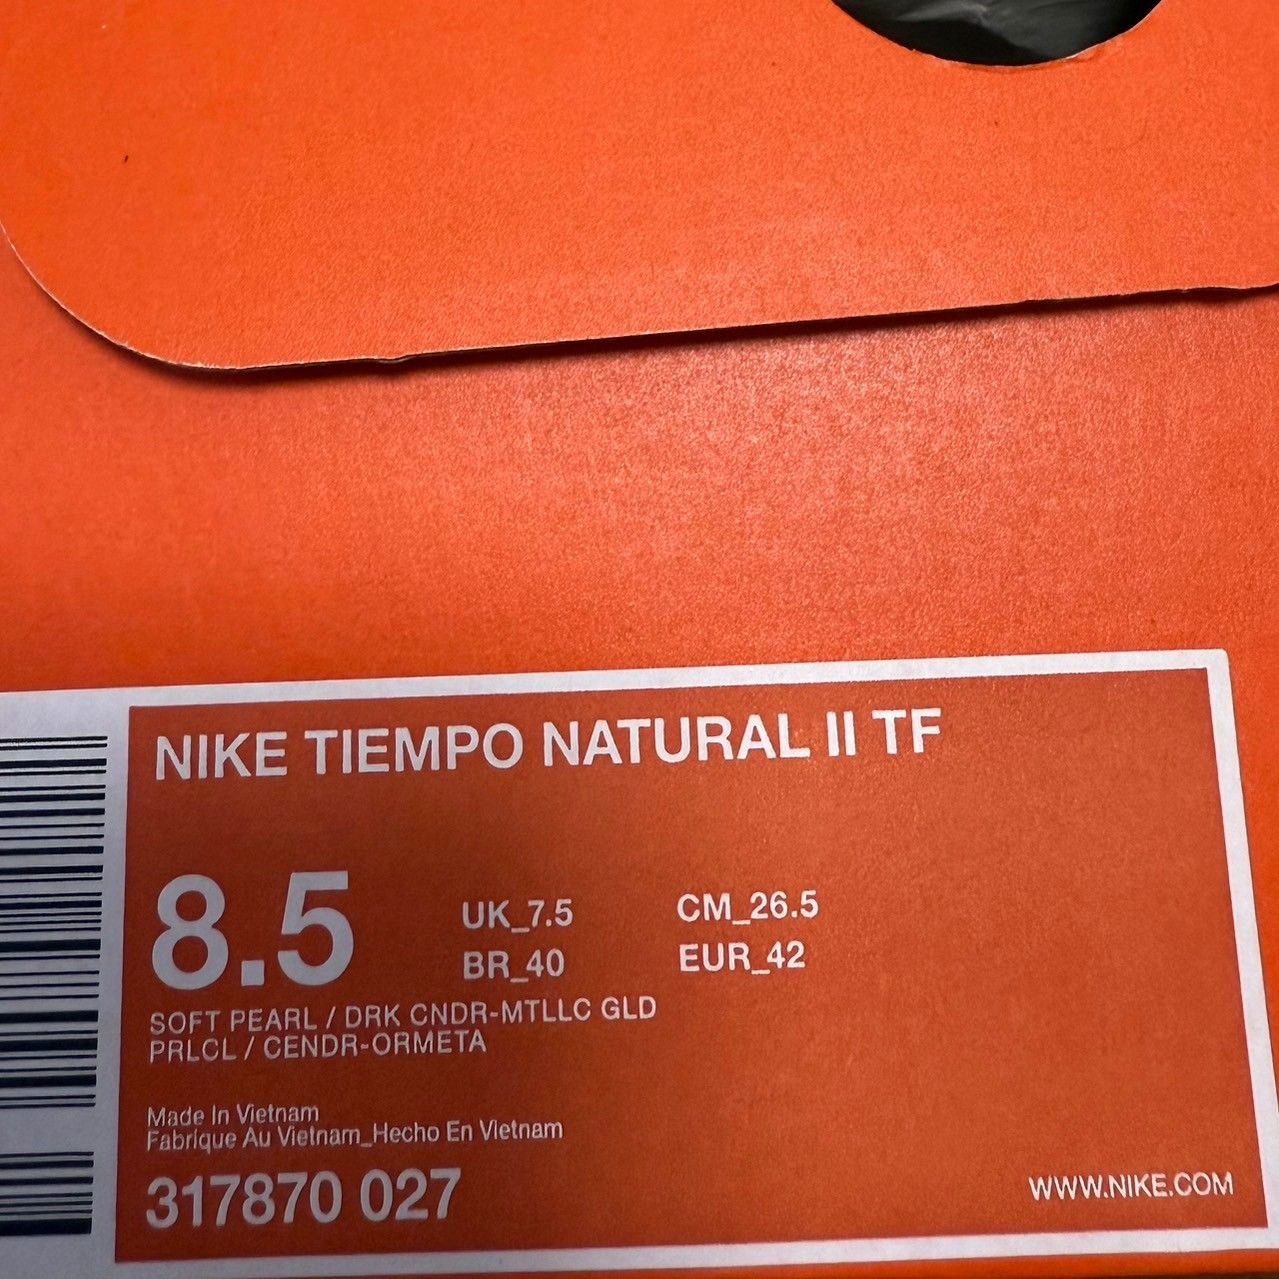 NIKE TIEMPO NATURAL II TF
8.5
UK_7.5 CM_26.5
BR_40 EUR_42
SOFT PEARL / DRK CNDR-MTLLC GLD
PRLCL / CENDR-ORMETA
Made In Vietnam
Fabrique Au Vietnam_Hecho En Vietnam
317870 027
WWW.NIKE.COM